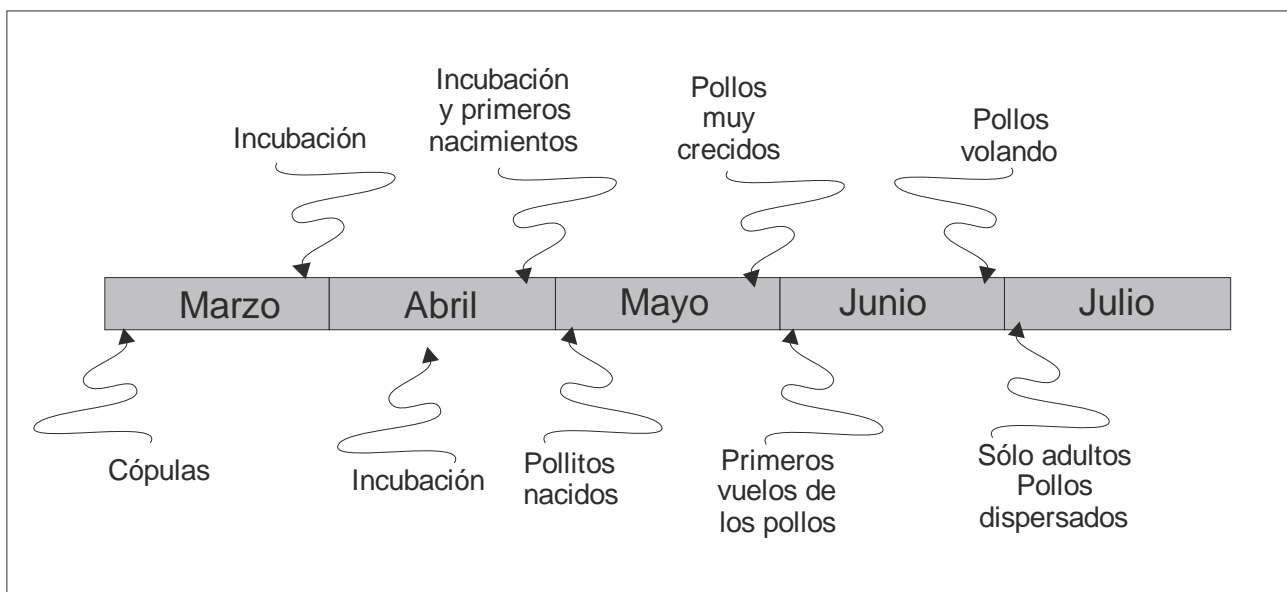 Incubación
Incubación
y primeros
nacimientos
Pollos
muy
crecidos
Pollos
volando
Marzo
Abril
Mayo
Junio
Julio
Cópulas
Incubación
Pollitos
nacidos
Primeros
vuelos de
los pollos
Sólo adultos
Pollos
dispersados